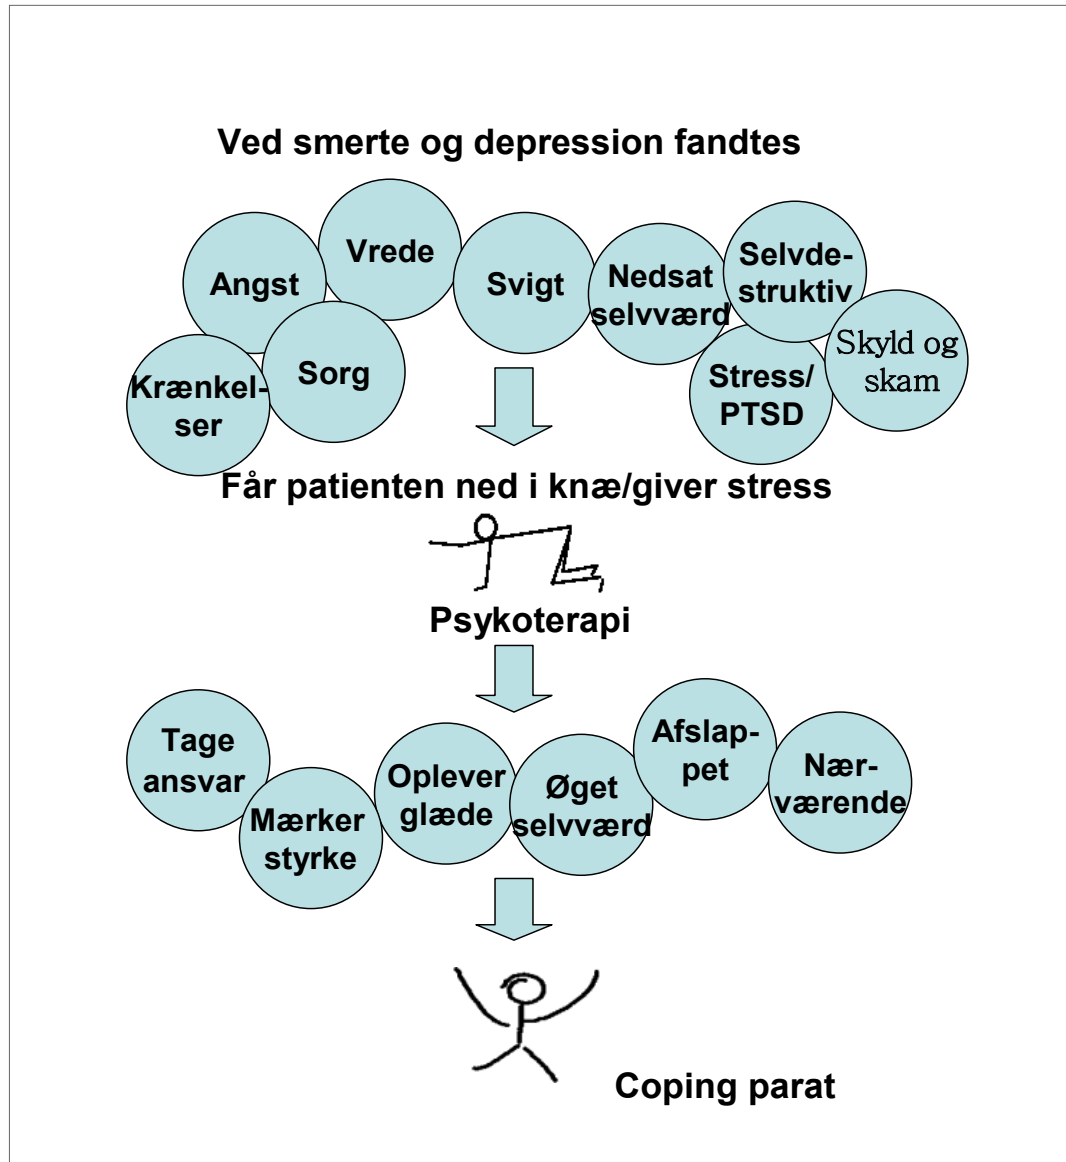 Ved smerte og depression fandtes
Angst
Vrede
Svigt
Nedsat
selvværd
Selvde-
struktiv
Krænkel-
ser
Sorg
Stress/
PTSD
Skyld og
skam
Får patienten ned i knæ/giver stress
Psykoterapi
Tage
ansvar
Mærker
styrke
Oplever
glæde
Øget
selvværd
Afslap-
pet
Nær-
værende
Coping parat